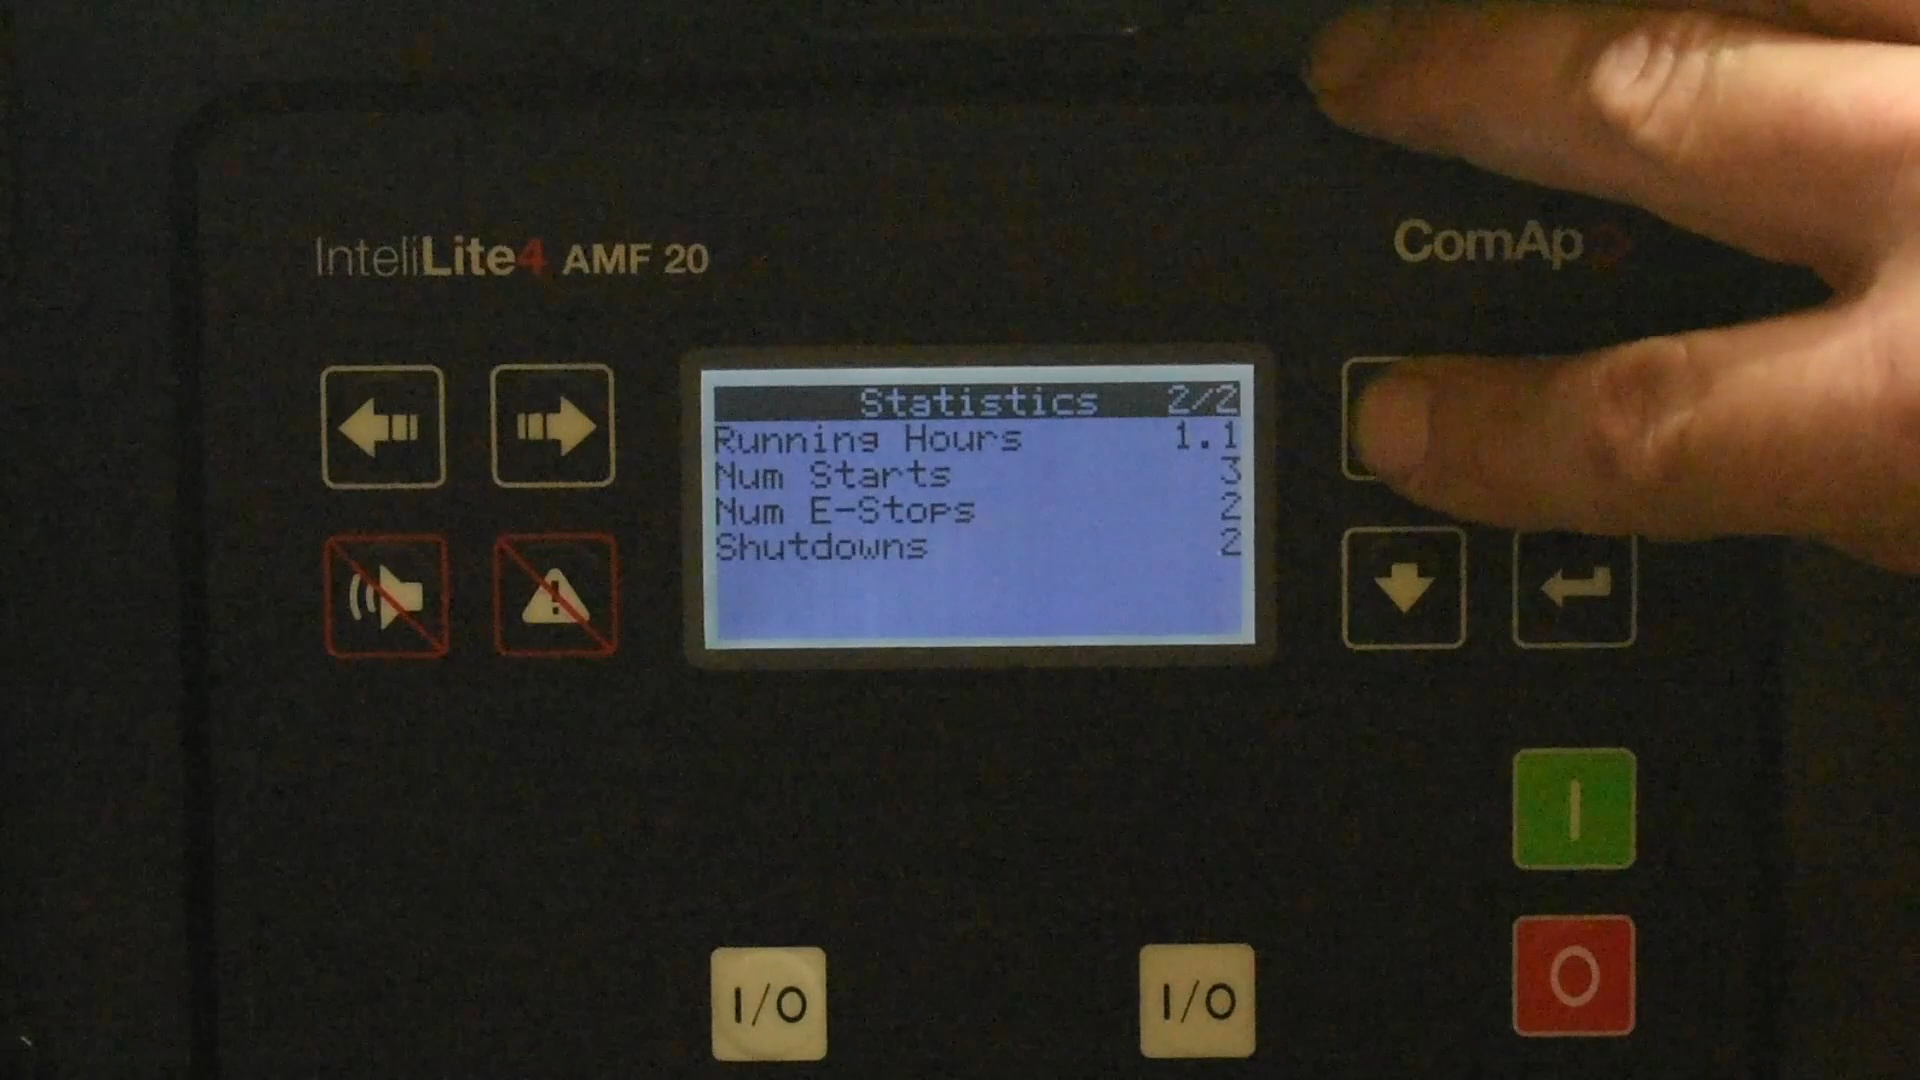 InteliLite4 AMF 20
ComAp
Statistics 2/2
Running Hours 1.1
Num Starts 3
Num E-Stops 2
Shutdowns 2
I
I/O
I/O
O